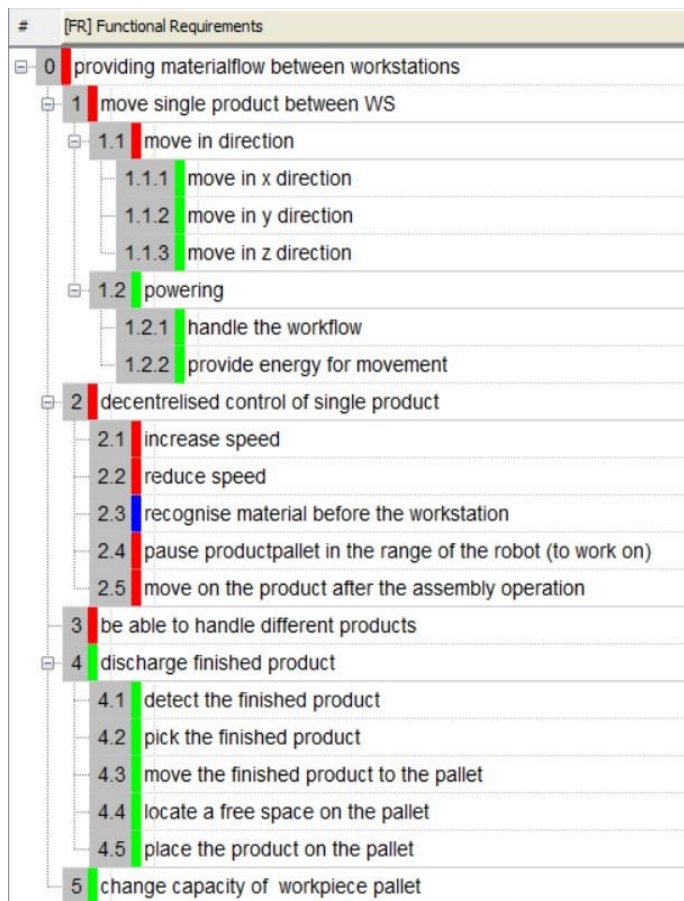 # [FR] Functional Requirements
0 providing materialflow between workstations
1 move single product between WS
1.1 move in direction
1.1.1 move in x direction
1.1.2 move in y direction
1.1.3 move in z direction
1.2 powering
1.2.1 handle the workflow
1.2.2 provide energy for movement
2 decentrelised control of single product
2.1 increase speed
2.2 reduce speed
2.3 recognise material before the workstation
2.4 pause productpallet in the range of the robot (to work on)
2.5 move on the product after the assembly operation
3 be able to handle different products
4 discharge finished product
4.1 detect the finished product
4.2 pick the finished product
4.3 move the finished product to the pallet
4.4 locate a free space on the pallet
4.5 place the product on the pallet
5 change capacity of workpiece pallet